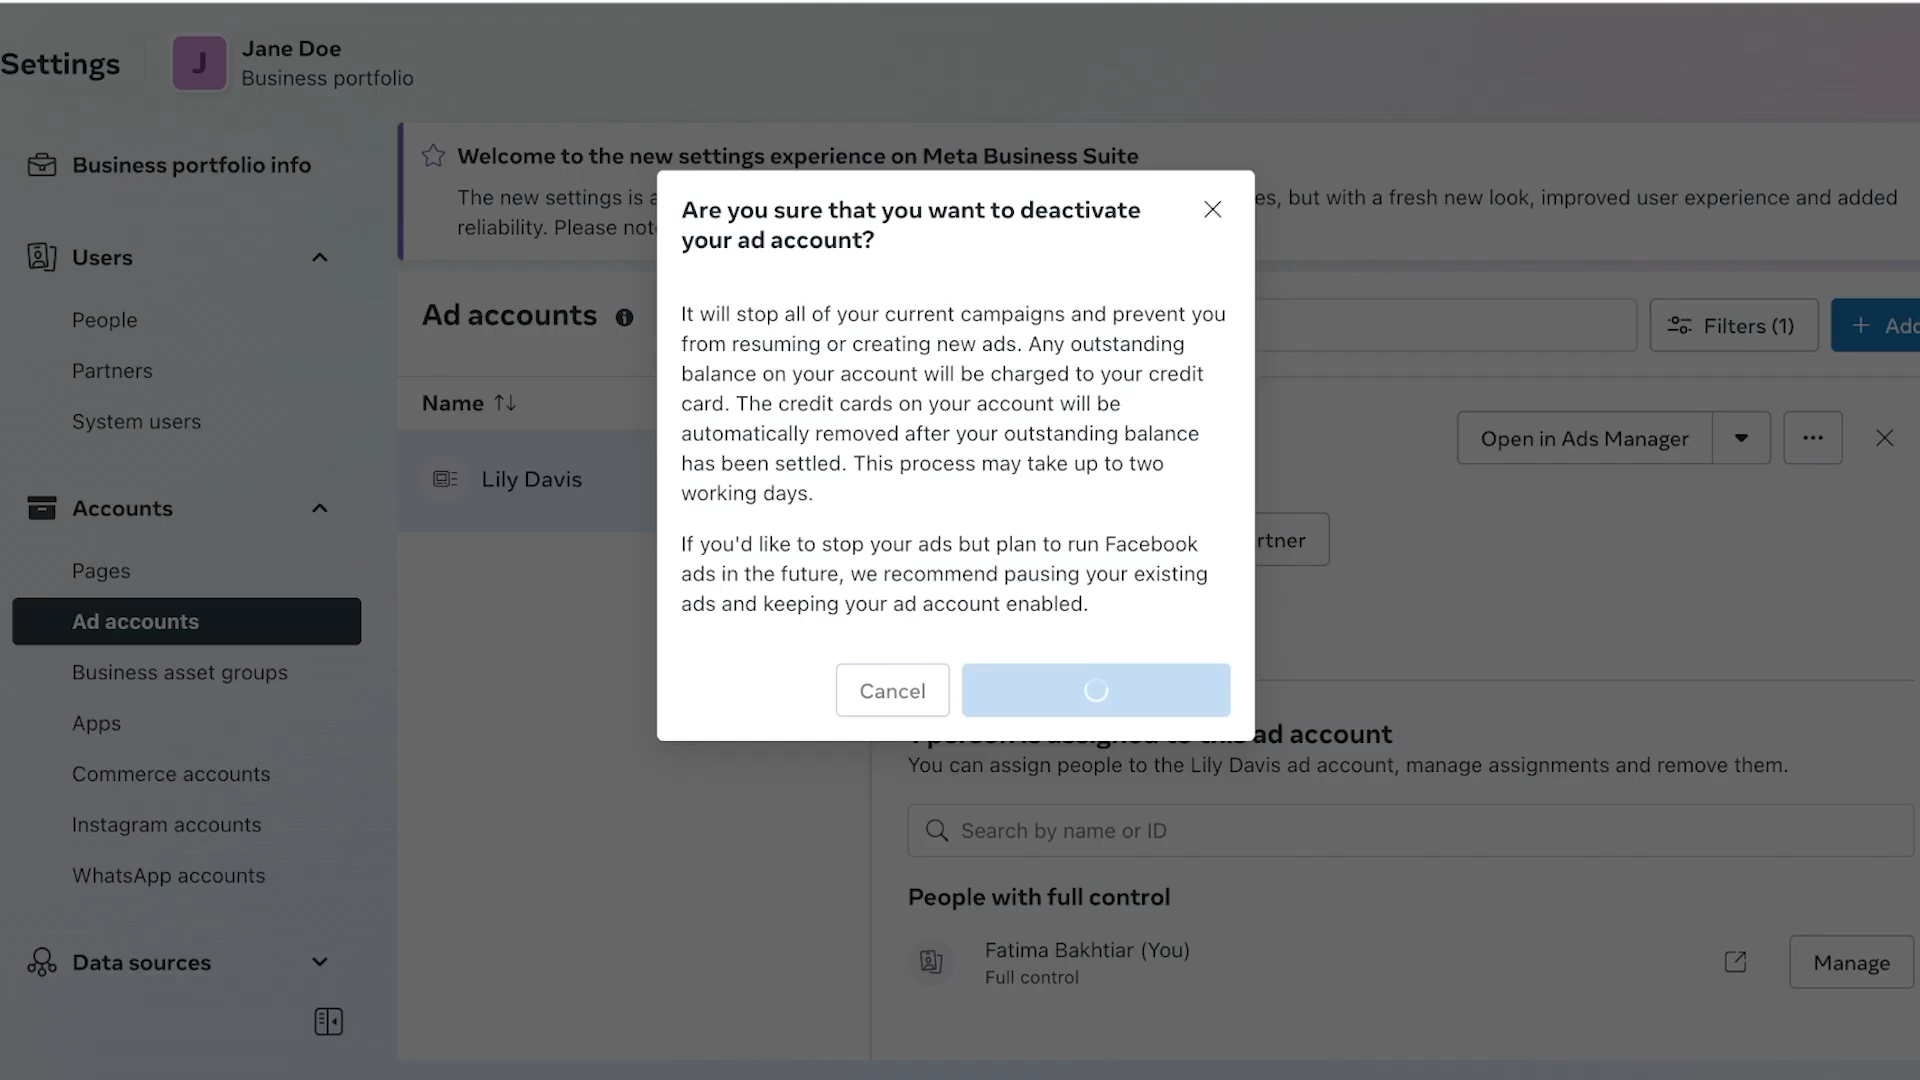 Settings
J
Jane Doe
Business portfolio
Business portfolio info
Users
People
Partners
System users
Accounts
Pages
Ad accounts
Business asset groups
Apps
Commerce accounts
Instagram accounts
WhatsApp accounts
Data sources
Welcome to the new settings experience on Meta Business Suite
The new settings is a
es, but with a fresh new look, improved user experience and added
reliability. Please not
Ad accounts
Filters (1)
+ Add
Name
Lily Davis
Open in Ads Manager
rtner
Are you sure that you want to deactivate
your ad account?
It will stop all of your current campaigns and prevent you
from resuming or creating new ads. Any outstanding
balance on your account will be charged to your credit
card. The credit cards on your account will be
automatically removed after your outstanding balance
has been settled. This process may take up to two
working days.
If you'd like to stop your ads but plan to run Facebook
ads in the future, we recommend pausing your existing
ads and keeping your ad account enabled.
Cancel
1 person is assigned to this ad account
You can assign people to the Lily Davis ad account, manage assignments and remove them.
Search by name or ID
People with full control
Fatima Bakhtiar (You)
Full control
Manage